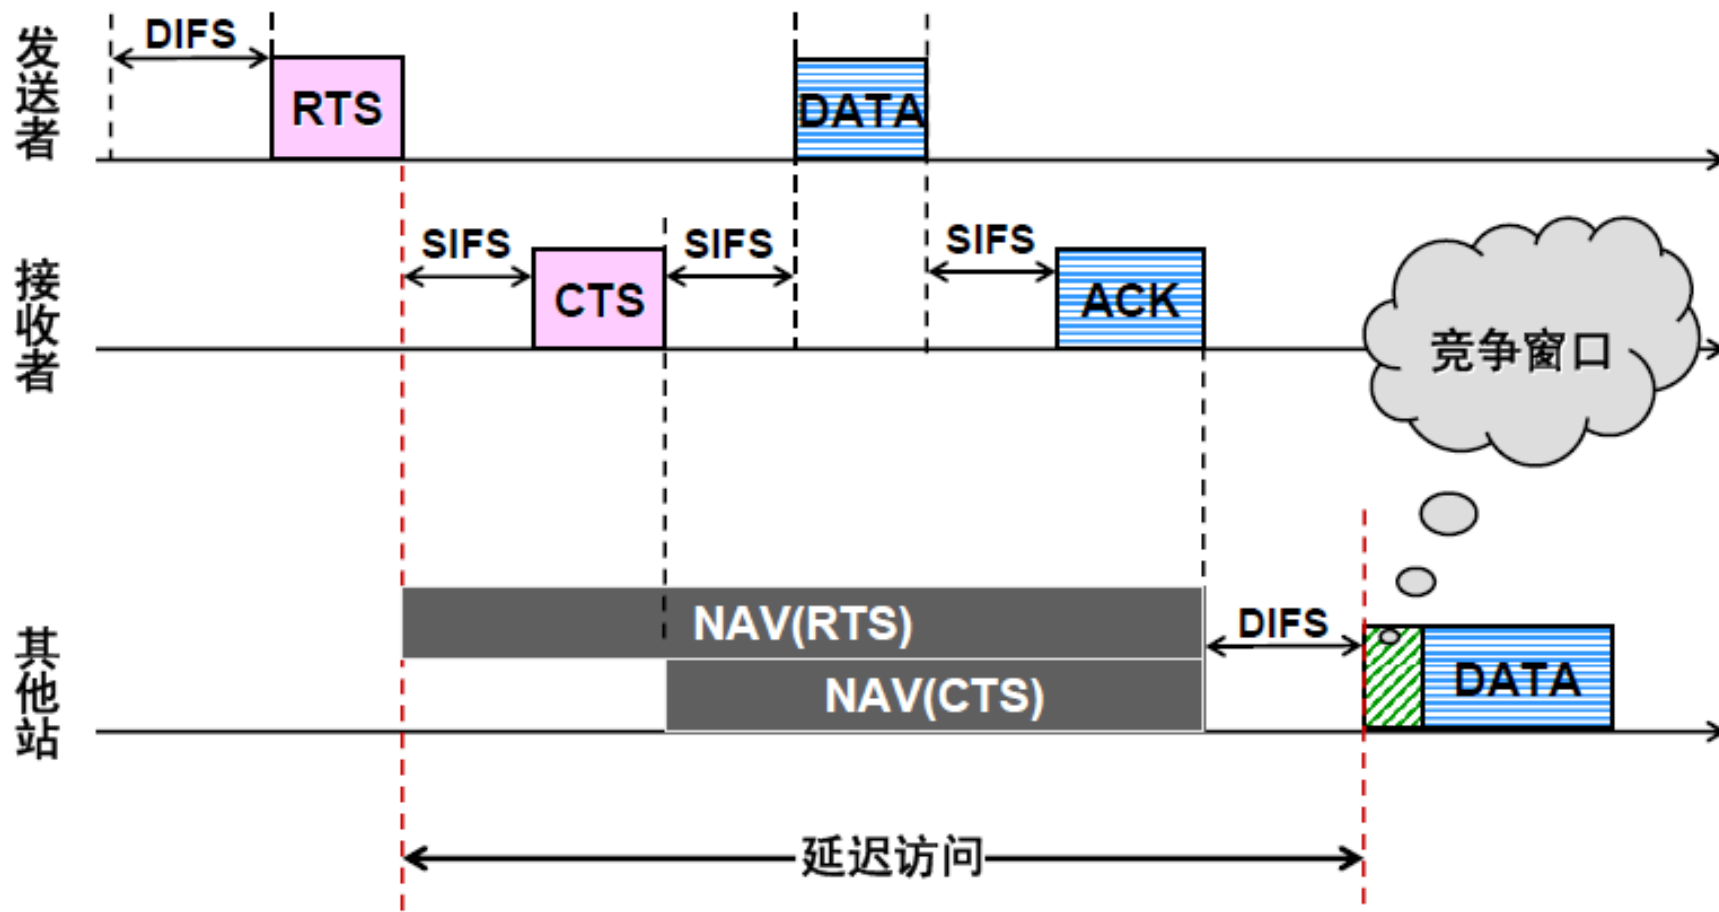 发送者
DIFS
RTS
DATA
接收者
SIFS
CTS
SIFS
SIFS
ACK
竞争窗口
其他站
NAV(RTS)
NAV(CTS)
DIFS
DATA
延迟访问